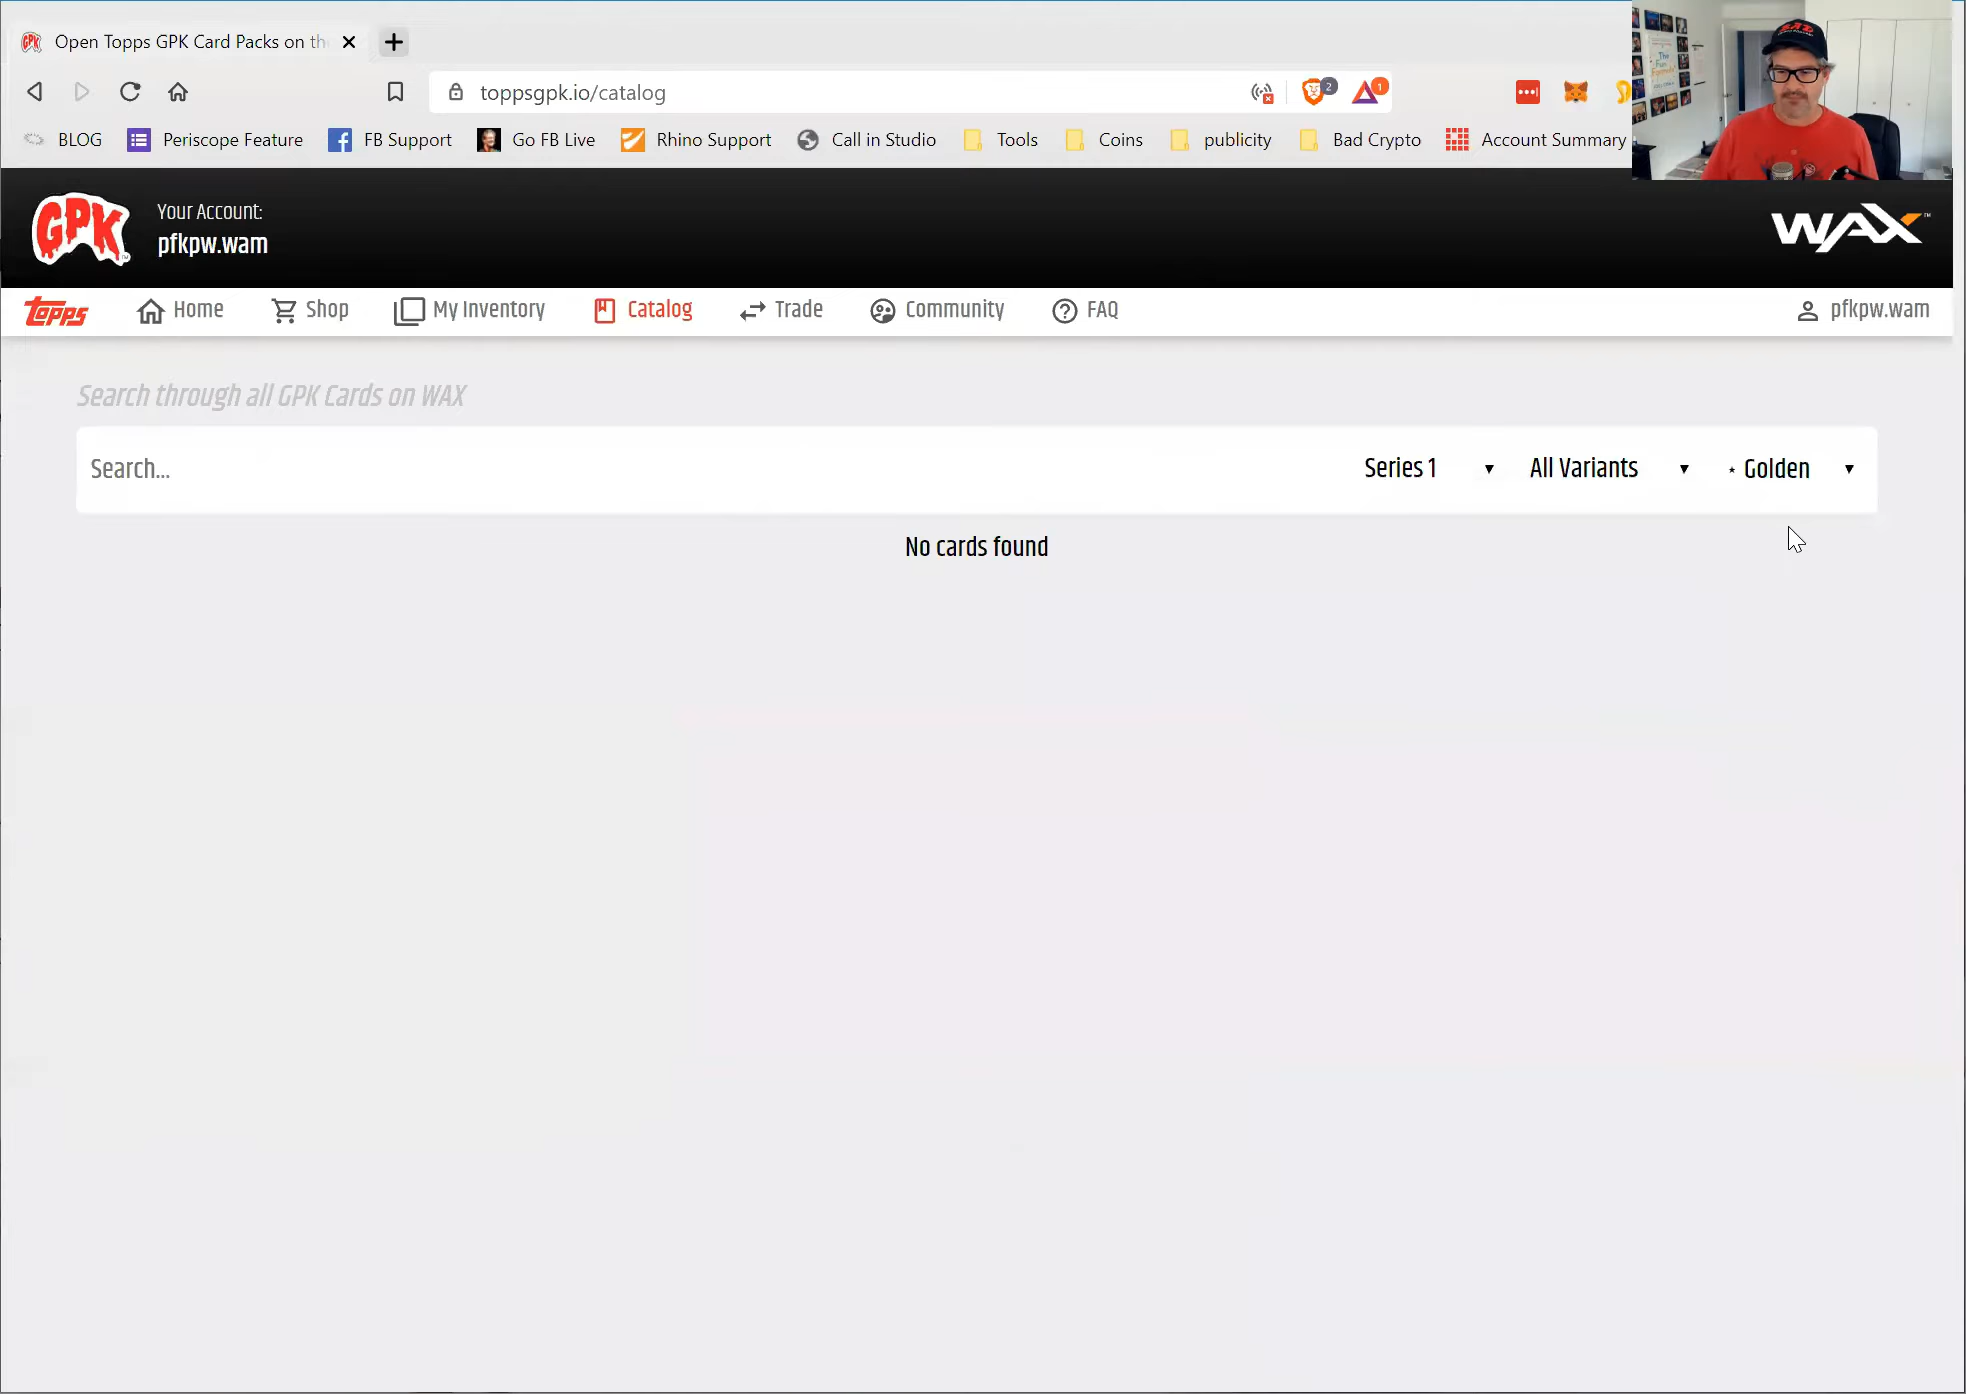 Open Topps GPK Card Packs on th
toppsgpk.io/catalog
2
1
BLOG
Periscope Feature
FB Support
Go FB Live
Rhino Support
Call in Studio
Tools
Coins
publicity
Bad Crypto
Account Summary
GPK
Your Account:
pfkpw.wam
WAX™
Topps
Home
Shop
My Inventory
Catalog
Trade
Community
FAQ
pfkpw.wam
Search through all GPK Cards on WAX
Search...
Series 1
All Variants
⋆ Golden
No cards found